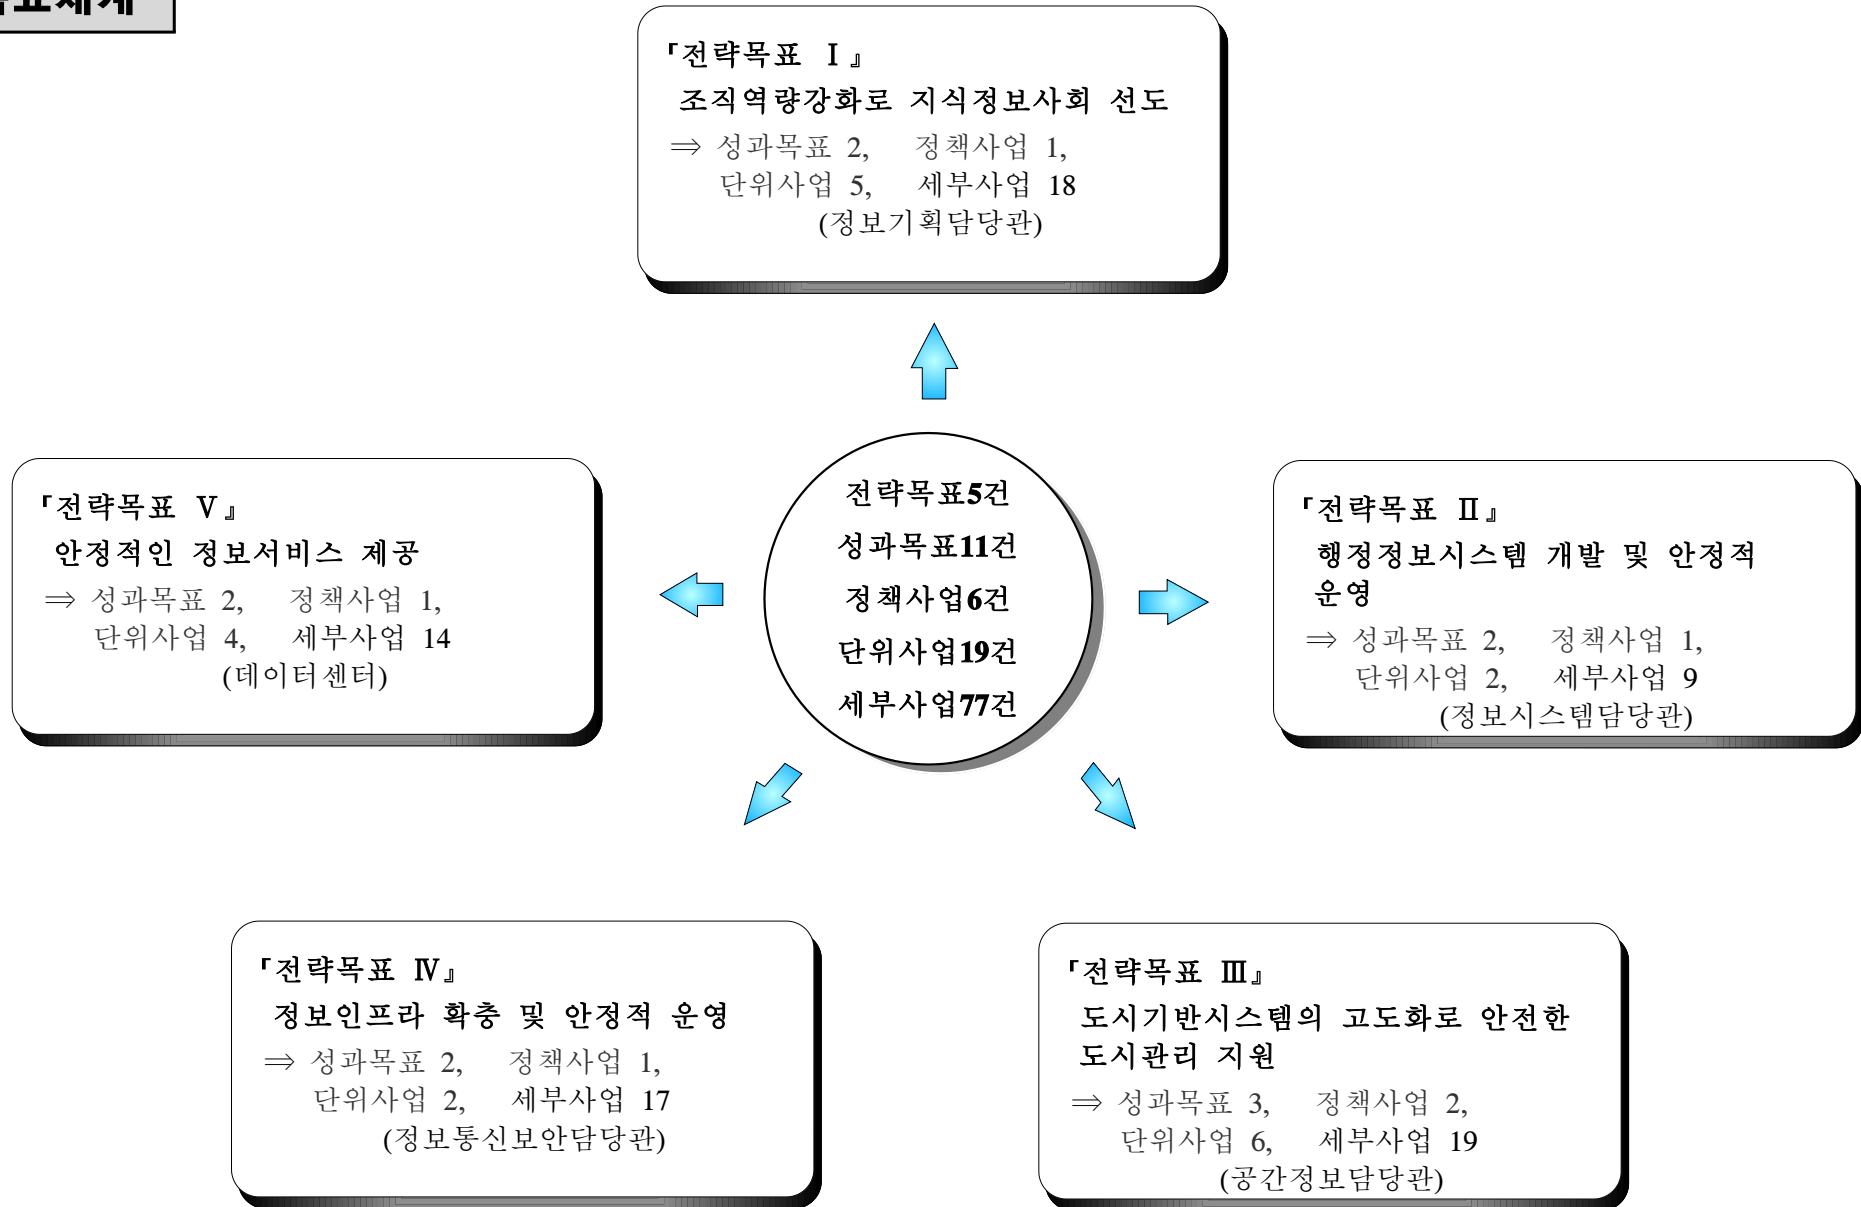 『전략목표 Ⅰ』
조직역량강화로 지식정보사회 선도
⇒ 성과목표 2, 정책사업 1,
단위사업 5, 세부사업 18
(정보기획담당관)
전략목표5건
성과목표11건
정책사업6건
단위사업19건
세부사업77건
『전략목표 Ⅱ』
행정정보시스템 개발 및 안정적
운영
⇒ 성과목표 2, 정책사업 1,
단위사업 2, 세부사업 9
(정보시스템담당관)
『전략목표 Ⅲ』
도시기반시스템의 고도화로 안전한
도시관리 지원
⇒ 성과목표 3, 정책사업 2,
단위사업 6, 세부사업 19
(공간정보담당관)
『전략목표 Ⅳ』
정보인프라 확충 및 안정적 운영
⇒ 성과목표 2, 정책사업 1,
단위사업 2, 세부사업 17
(정보통신보안담당관)
『전략목표 Ⅴ』
안정적인 정보서비스 제공
⇒ 성과목표 2, 정책사업 1,
단위사업 4, 세부사업 14
(데이터센터)